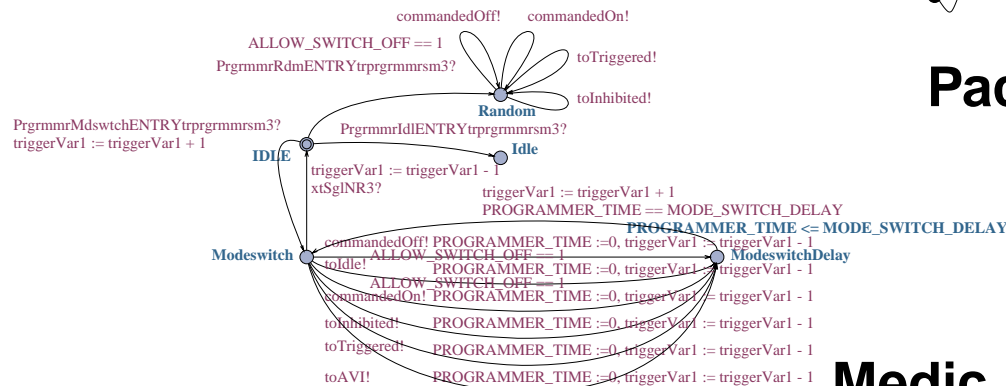 commandedOff! commandedOn!
ALLOW_SWITCH_OFF == 1
toTriggered!
PrgrmmrRdmENTRYtrprgrmmrsm3?
toInhibited!
Random
Pac
PrgrmmrMdswtchENTRYtrprgrmmrsm3?
triggerVar1 := triggerVar1 + 1
PrgrmmrIdlENTRYtrprgrmmrsm3?
IDLE
Idle
triggerVar1 := triggerVar1 - 1
xtSglNR3?
triggerVar1 := triggerVar1 + 1
PROGRAMMER_TIME == MODE_SWITCH_DELAY
PROGRAMMER_TIME <= MODE_SWITCH_DELAY
Modeswitch
ModeswitchDelay
commandedOff! PROGRAMMER_TIME :=0, triggerVar1 := triggerVar1 - 1
ALLOW_SWITCH_OFF == 1
toIdle! PROGRAMMER_TIME :=0, triggerVar1 := triggerVar1 - 1
ALLOW_SWITCH_OFF == 1
commandedOn! PROGRAMMER_TIME :=0, triggerVar1 := triggerVar1 - 1
toInhibited! PROGRAMMER_TIME :=0, triggerVar1 := triggerVar1 - 1
toTriggered! PROGRAMMER_TIME :=0, triggerVar1 := triggerVar1 - 1
toAVI! PROGRAMMER_TIME :=0, triggerVar1 := triggerVar1 - 1
Medic